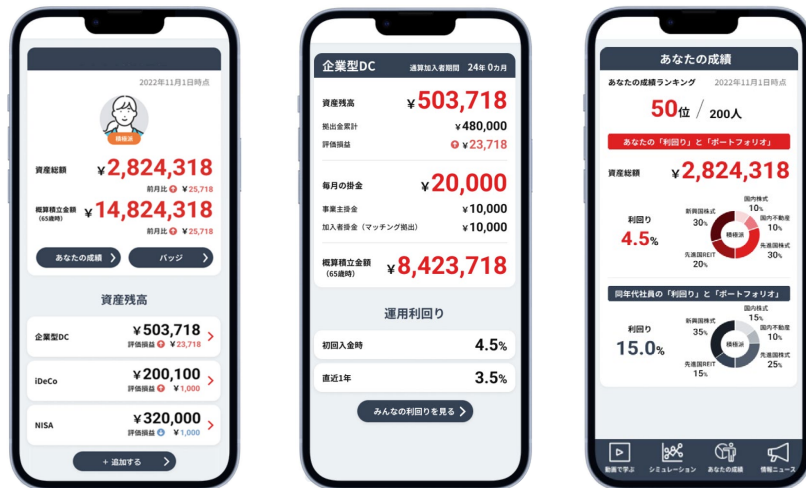 2022年11月1日時点
積極派
資産総額 ¥2,824,318
前月比 ¥25,718
概算積立金額 ¥14,824,318
(65歳時)
前月比 ¥25,718
あなたの成績
バッジ
資産残高
企業型DC ¥503,718
評価損益 ¥23,718
iDeCo ¥200,100
評価損益 ¥1,000
NISA ¥320,000
評価損益 ¥1,000
+ 追加する
企業型DC 通算加入者期間 24年 0カ月
資産残高 ¥503,718
拠出金累計 ¥480,000
評価損益 ¥23,718
毎月の掛金 ¥20,000
事業主掛金 ¥10,000
加入者掛金（マッチング拠出） ¥10,000
概算積立金額 ¥8,423,718
(65歳時)
運用利回り
初回入金時 4.5%
直近1年 3.5%
みんなの利回りを見る
あなたの成績
あなたの成績ランキング 2022年11月1日時点
50位 / 200人
あなたの「利回り」と「ポートフォリオ」
資産総額 ¥2,824,318
利回り
4.5%
積極派
国内株式
10%
国内不動産
10%
先進国株式
30%
先進国REIT
20%
新興国株式
30%
同年代社員の「利回り」と「ポートフォリオ」
利回り
15.0%
積極派
国内株式
15%
国内不動産
10%
先進国株式
25%
先進国REIT
15%
新興国株式
35%
動画で学ぶ
シミュレーション
あなたの成績
情報ニュース